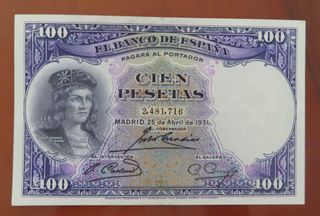 100 100
EL BANCO DE ESPAÑA
PAGARÁ AL PORTADOR
CIEN
PESETAS
2,481,716
MADRID, 25 de Abril de 1931
EL GOBERNADOR
EL INTERVENTOR EL CAJERO
100 100